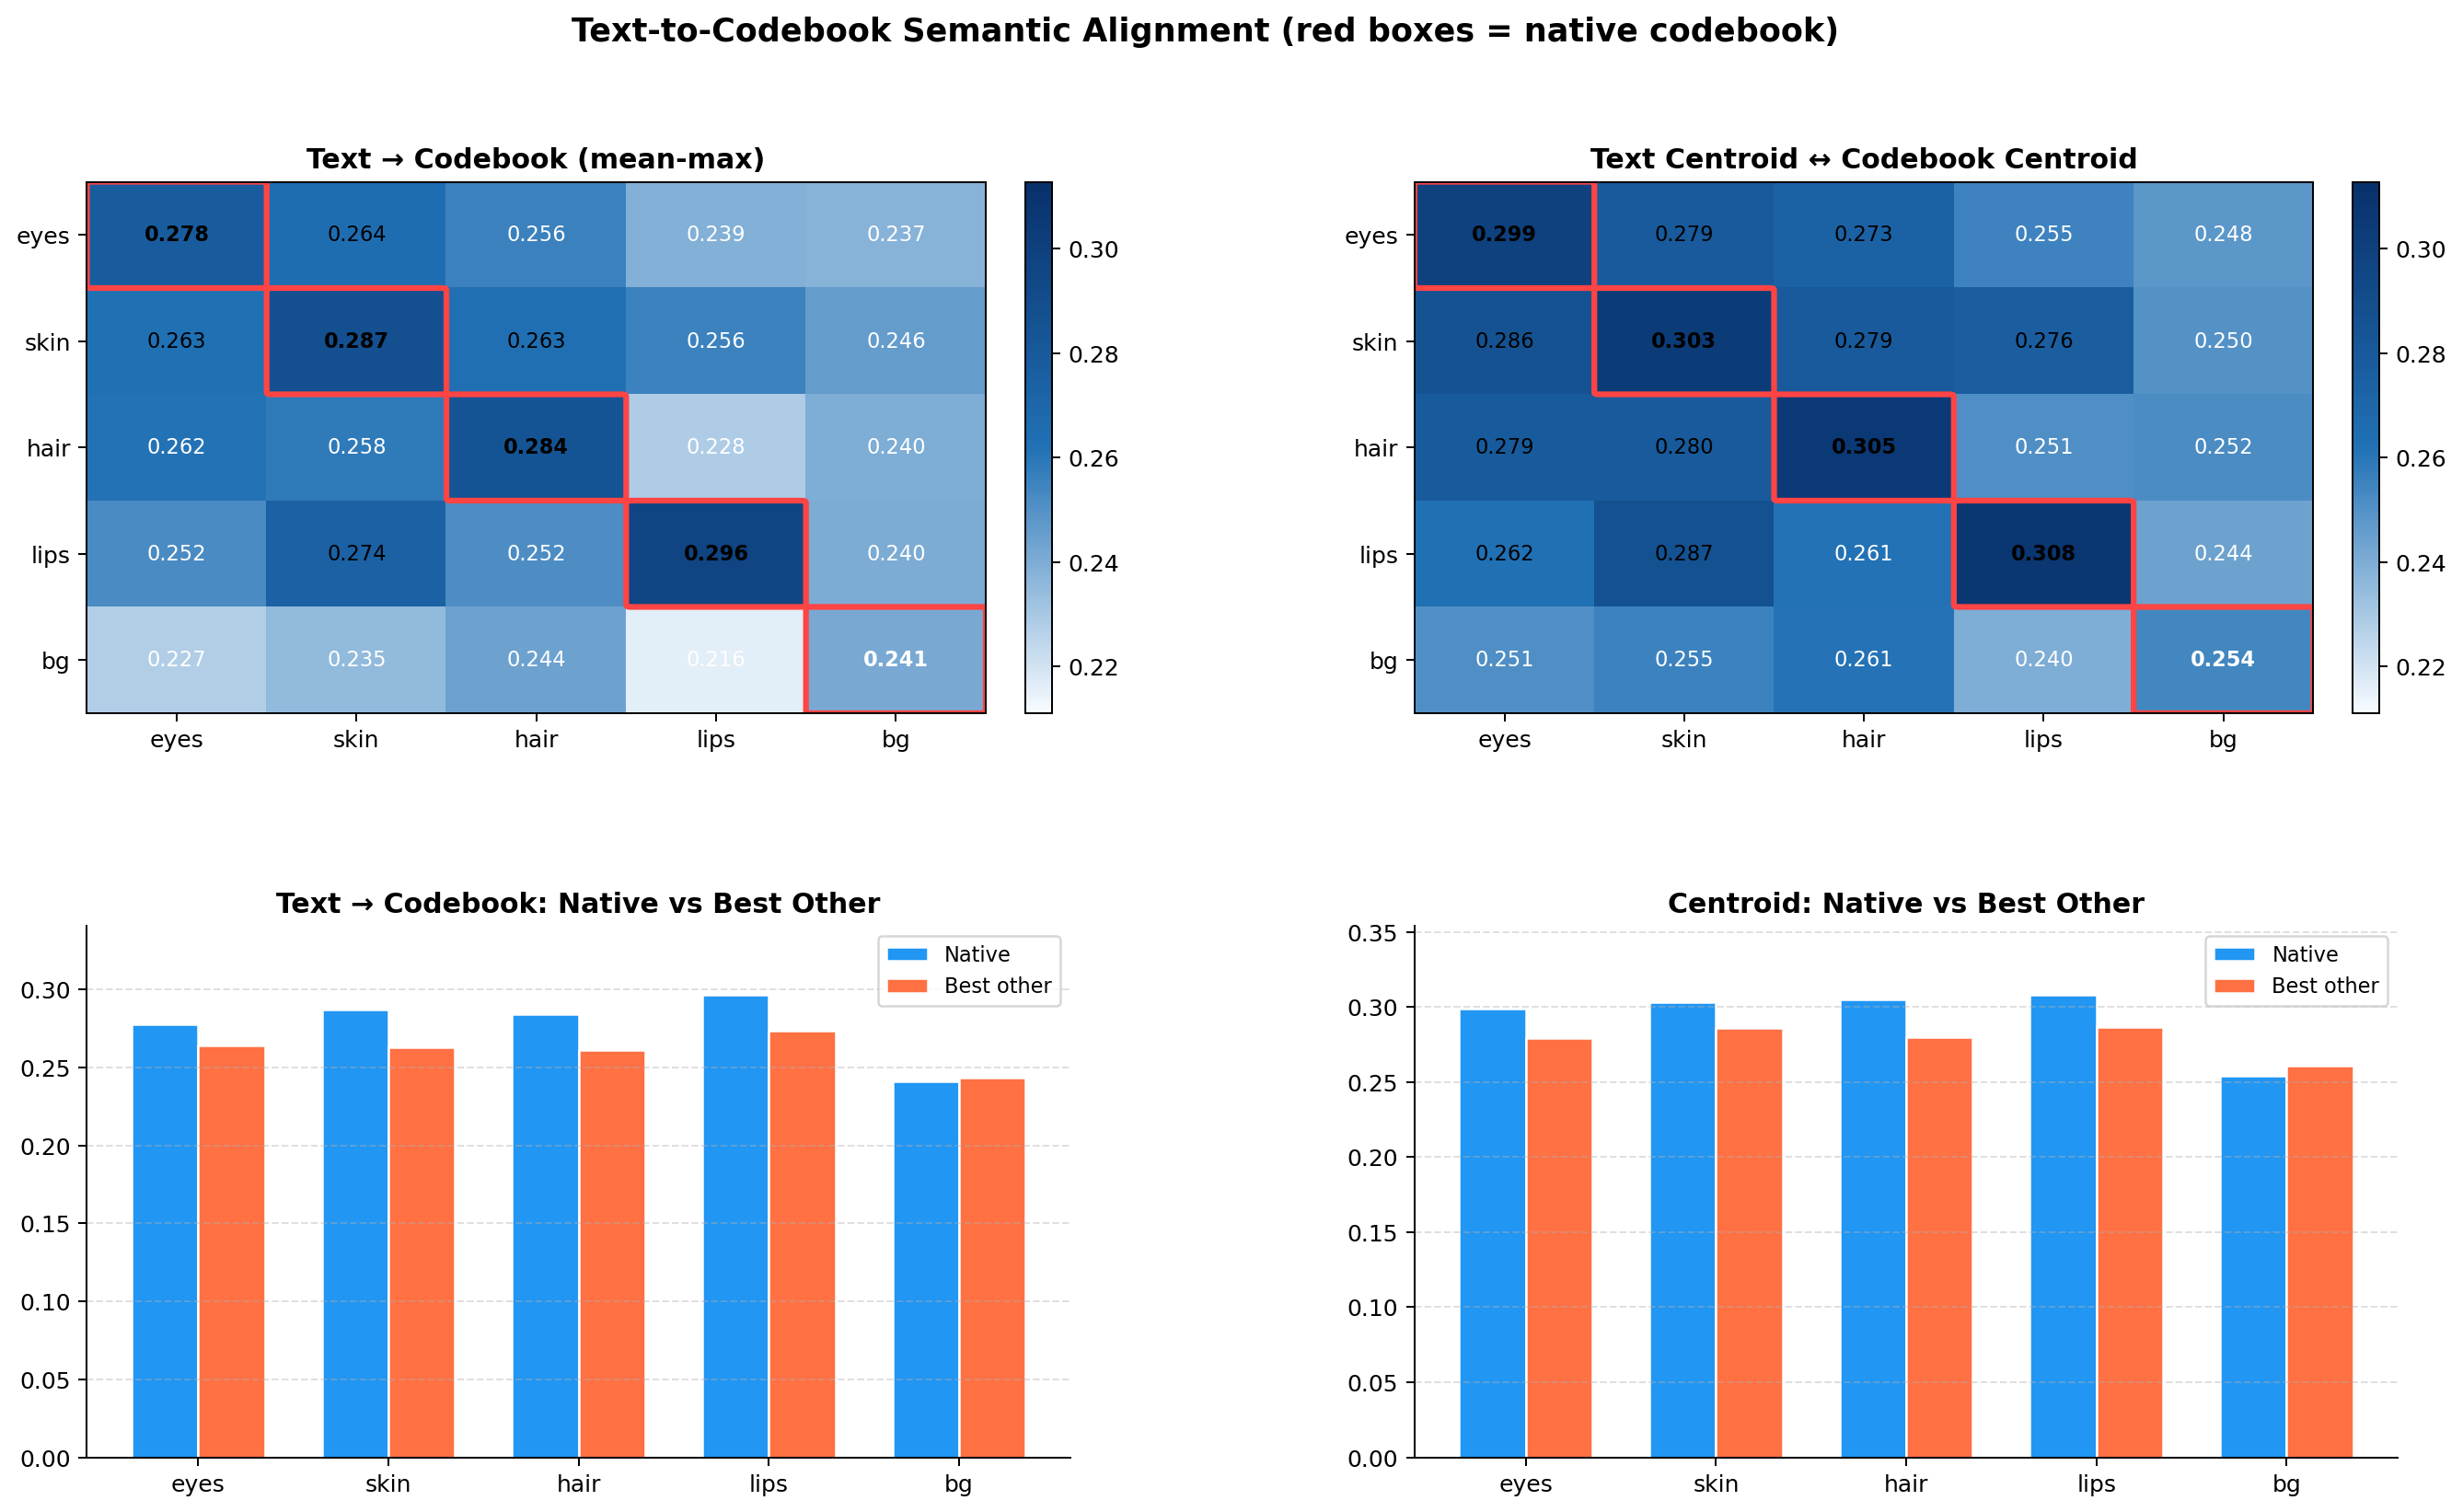 Text-to-Codebook Semantic Alignment (red boxes = native codebook)
Text → Codebook (mean-max)
eyes 0.278 0.264 0.256 0.239 0.237
skin 0.263 0.287 0.263 0.256 0.246
hair 0.262 0.258 0.284 0.228 0.240
lips 0.252 0.274 0.252 0.296 0.240
bg 0.227 0.235 0.244 0.216 0.241
eyes skin hair lips bg
0.30
0.28
0.26
0.24
0.22
Text Centroid ↔ Codebook Centroid
eyes 0.299 0.279 0.273 0.255 0.248
skin 0.286 0.303 0.279 0.276 0.250
hair 0.279 0.280 0.305 0.251 0.252
lips 0.262 0.287 0.261 0.308 0.244
bg 0.251 0.255 0.261 0.240 0.254
eyes skin hair lips bg
0.30
0.28
0.26
0.24
0.22
Text → Codebook: Native vs Best Other
Native
Best other
0.30
0.25
0.20
0.15
0.10
0.05
0.00
eyes skin hair lips bg
Centroid: Native vs Best Other
Native
Best other
0.35
0.30
0.25
0.20
0.15
0.10
0.05
0.00
eyes skin hair lips bg